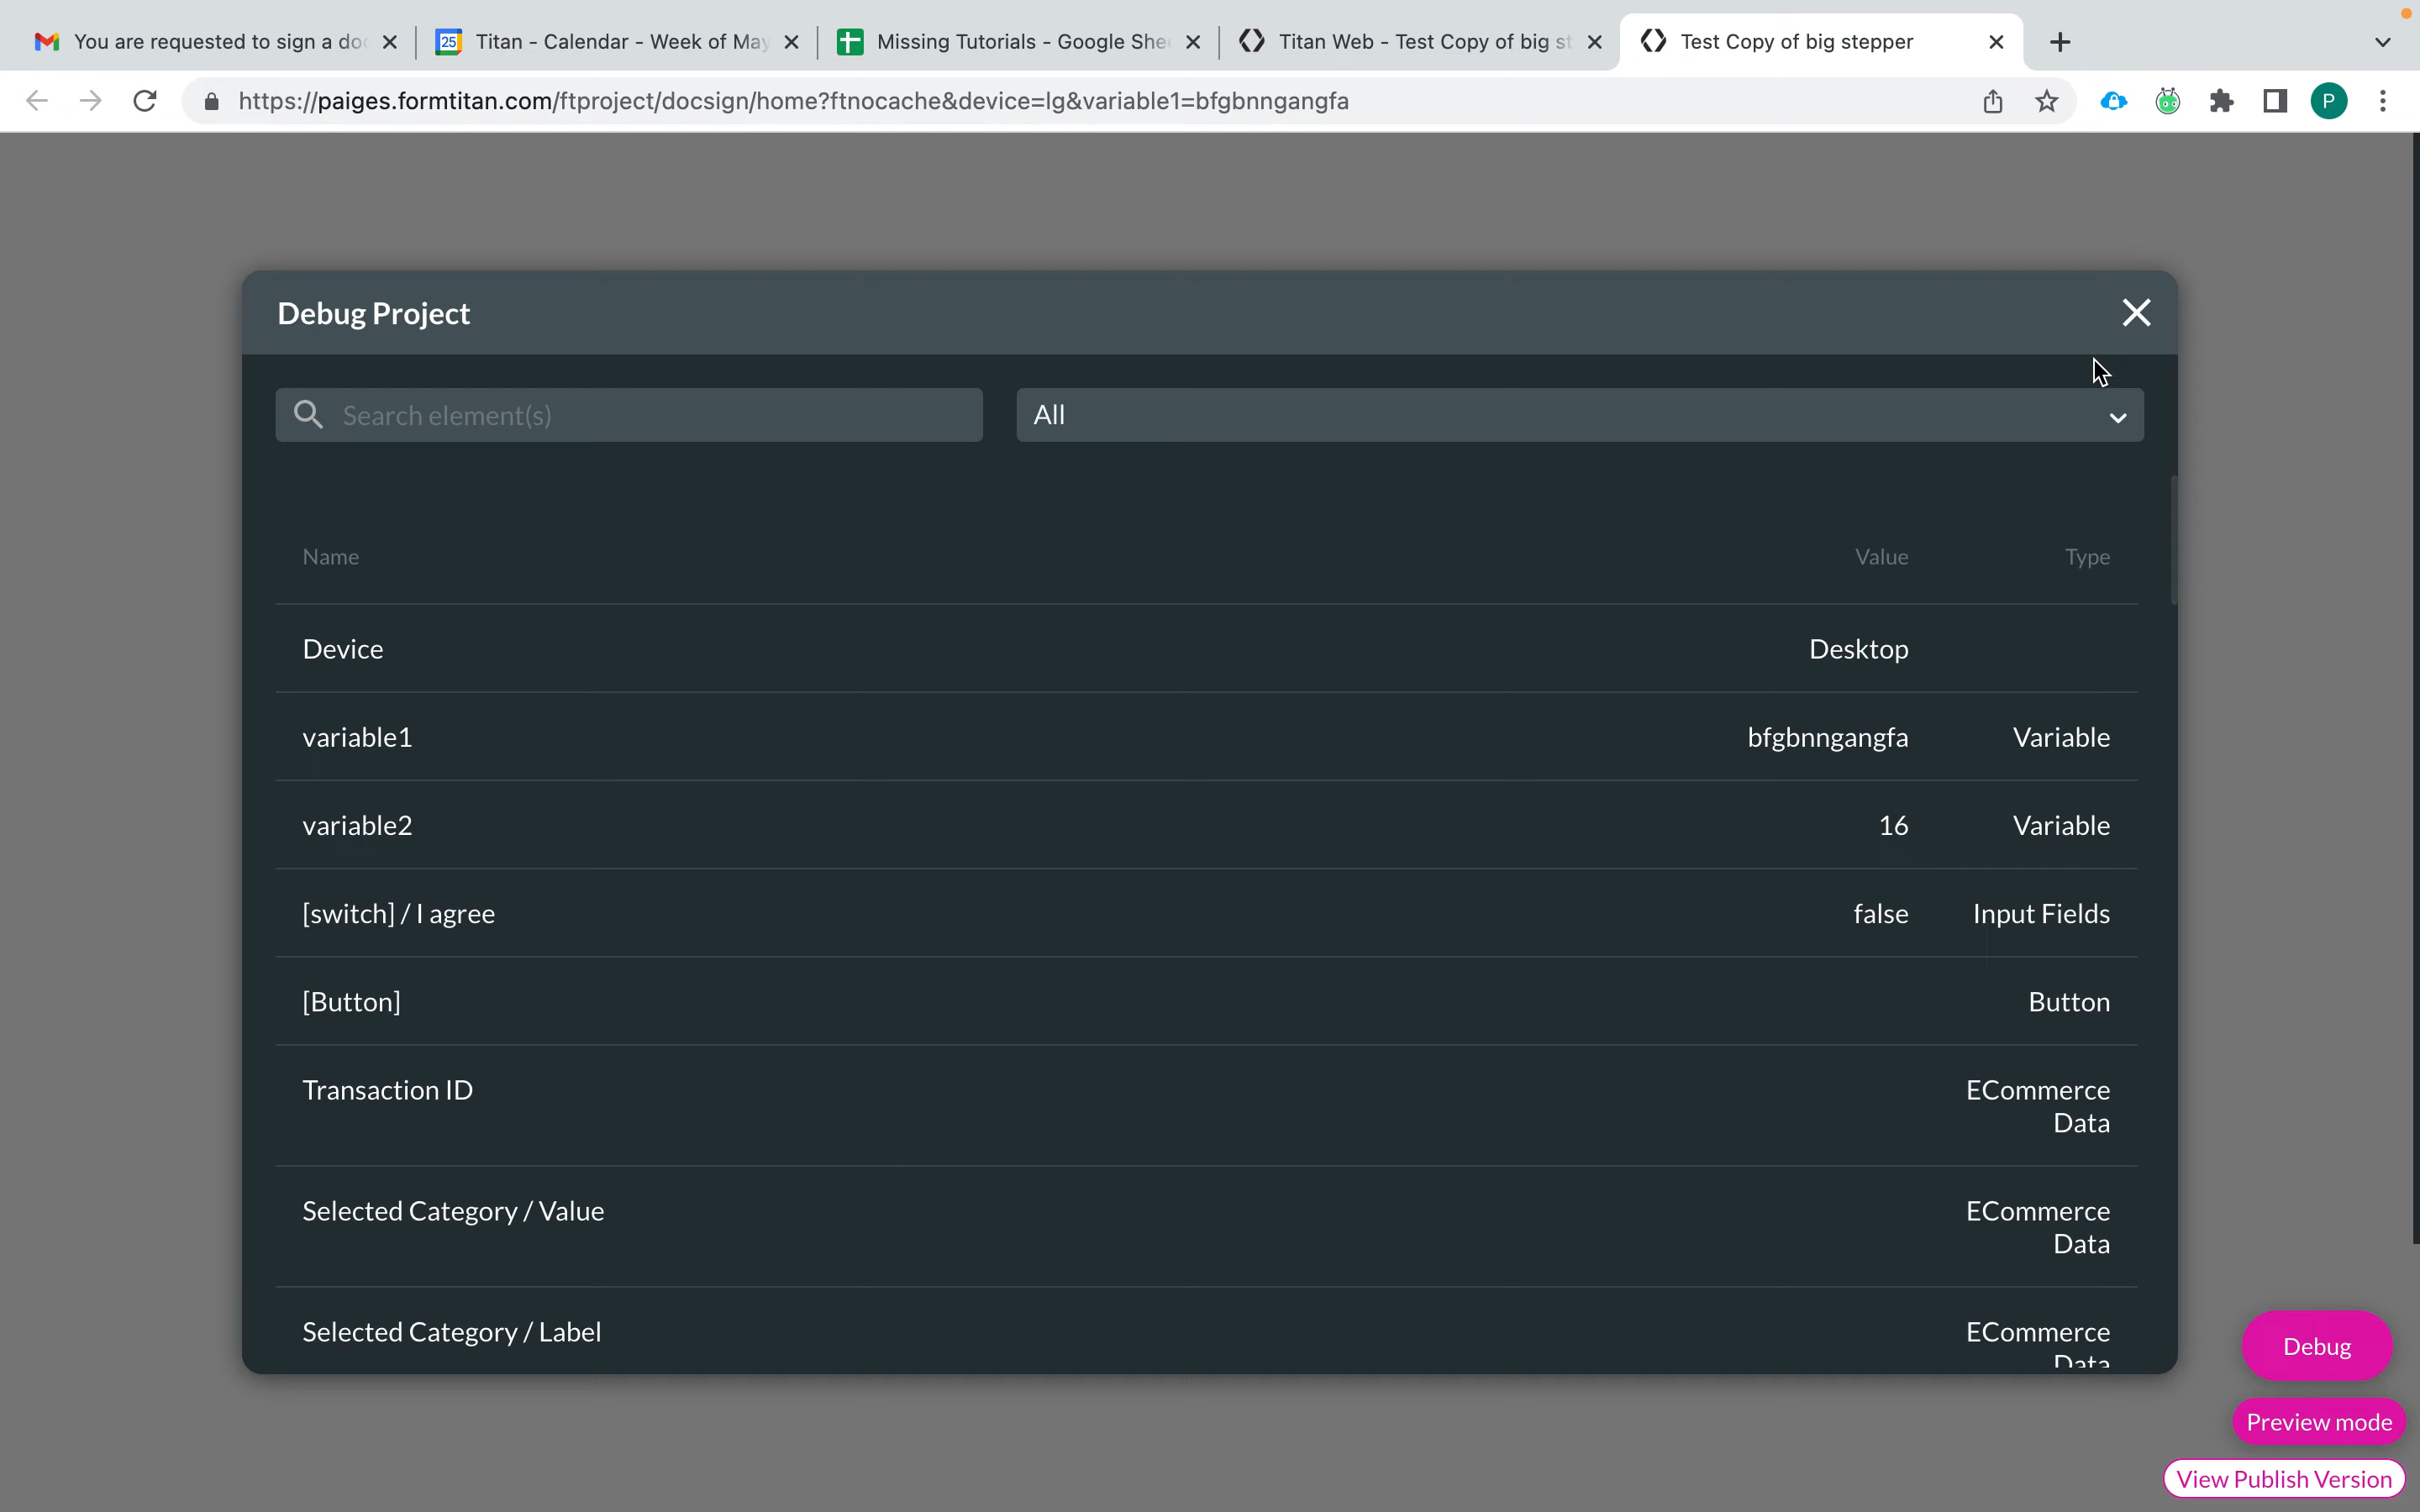 You are requested to sign a doc
Titan - Calendar - Week of May
Missing Tutorials - Google She
Titan Web - Test Copy of big st
Test Copy of big stepper
https://paiges.formtitan.com/ftproject/docsign/home?ftnocache&device=lg&variable1=bfgbnngangfa
P
Debug Project
Search element(s)
All
Name Value Type
Device Desktop
variable1 bfgbnngangfa Variable
variable2 16 Variable
[switch] / I agree false Input Fields
[Button] Button
Transaction ID ECommerce
Data
Selected Category / Value ECommerce
Data
Selected Category / Label ECommerce
Data
Debug
Preview mode
View Publish Version